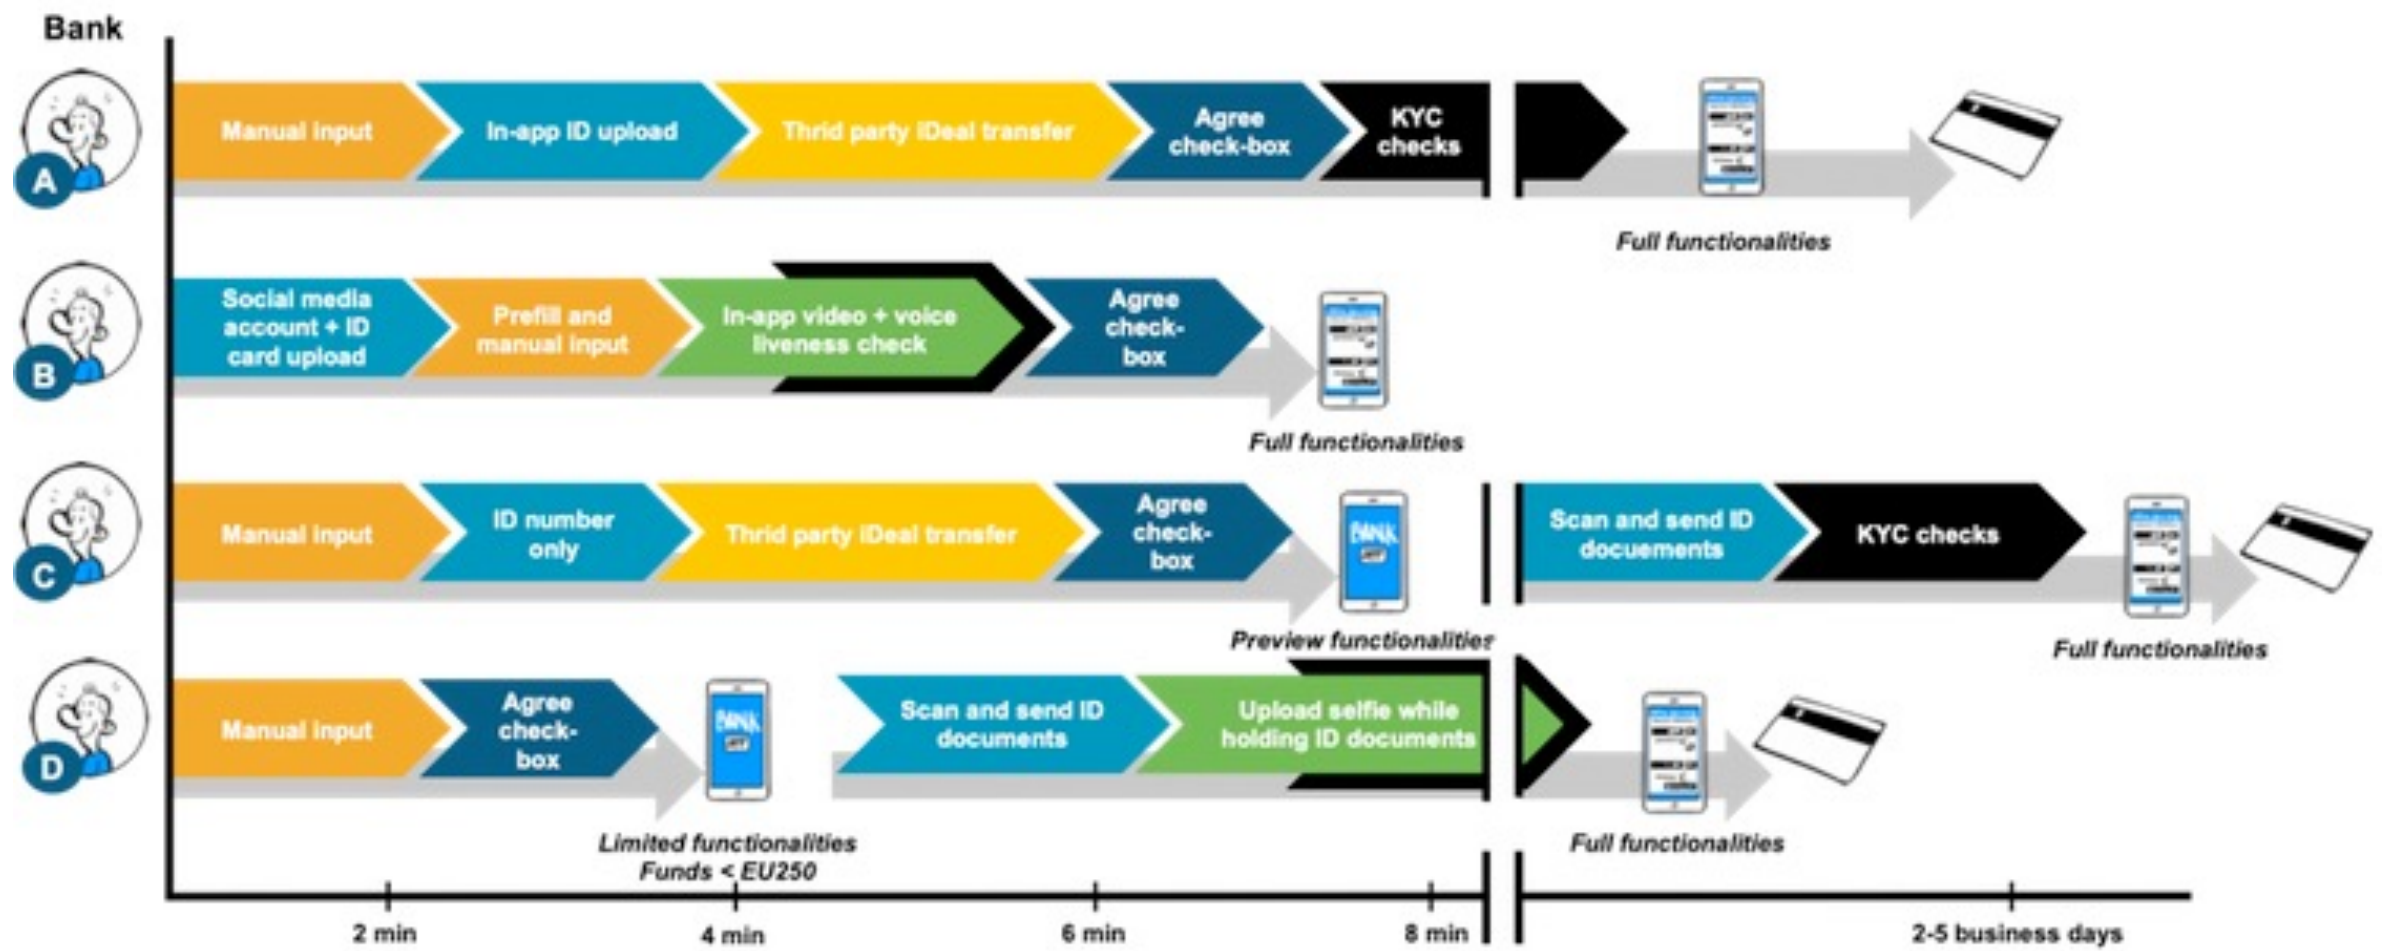 Bank
A
Manual input
In-app ID upload
Thrid party iDeal transfer
Agree
check-box
KYC
checks
Full functionalities
B
Social media
account + ID
card upload
Prefill and
manual input
In-app video + voice
liveness check
Agree
check-
box
Full functionalities
C
Manual input
ID number
only
Thrid party iDeal transfer
Agree
check-
box
BANK
Preview functionalities
Scan and send ID
docuements
KYC checks
Full functionalities
D
Manual input
Agree
check-
box
BANK
Limited functionalities
Funds < EU250
Scan and send ID
documents
Upload selfie while
holding ID documents
Full functionalities
2 min
4 min
6 min
8 min
2-5 business days